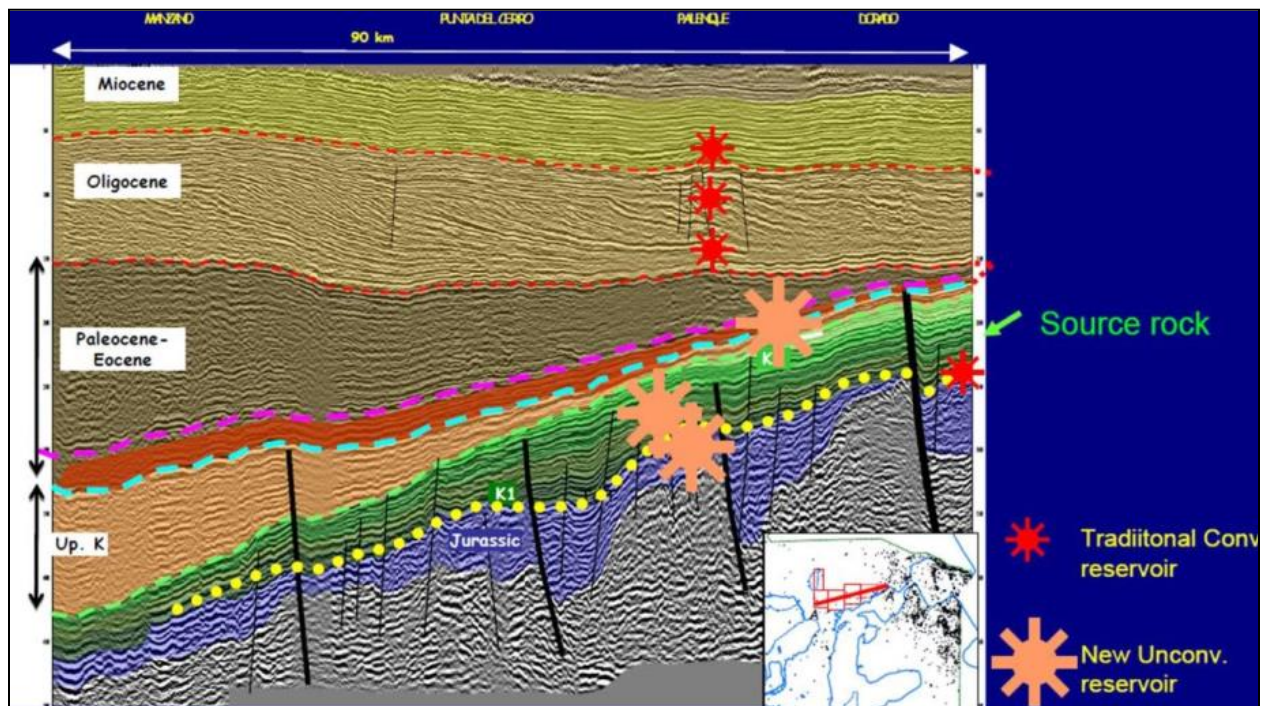 MANZANO
PUNTA DEL CERRO
PALENQUE
DORADO
90 km
Miocene
Oligocene
Paleocene-
Eocene
Source rock
K
K1
Up. K
Jurassic
Tradiitonal Conv
reservoir
New Unconv.
reservoir